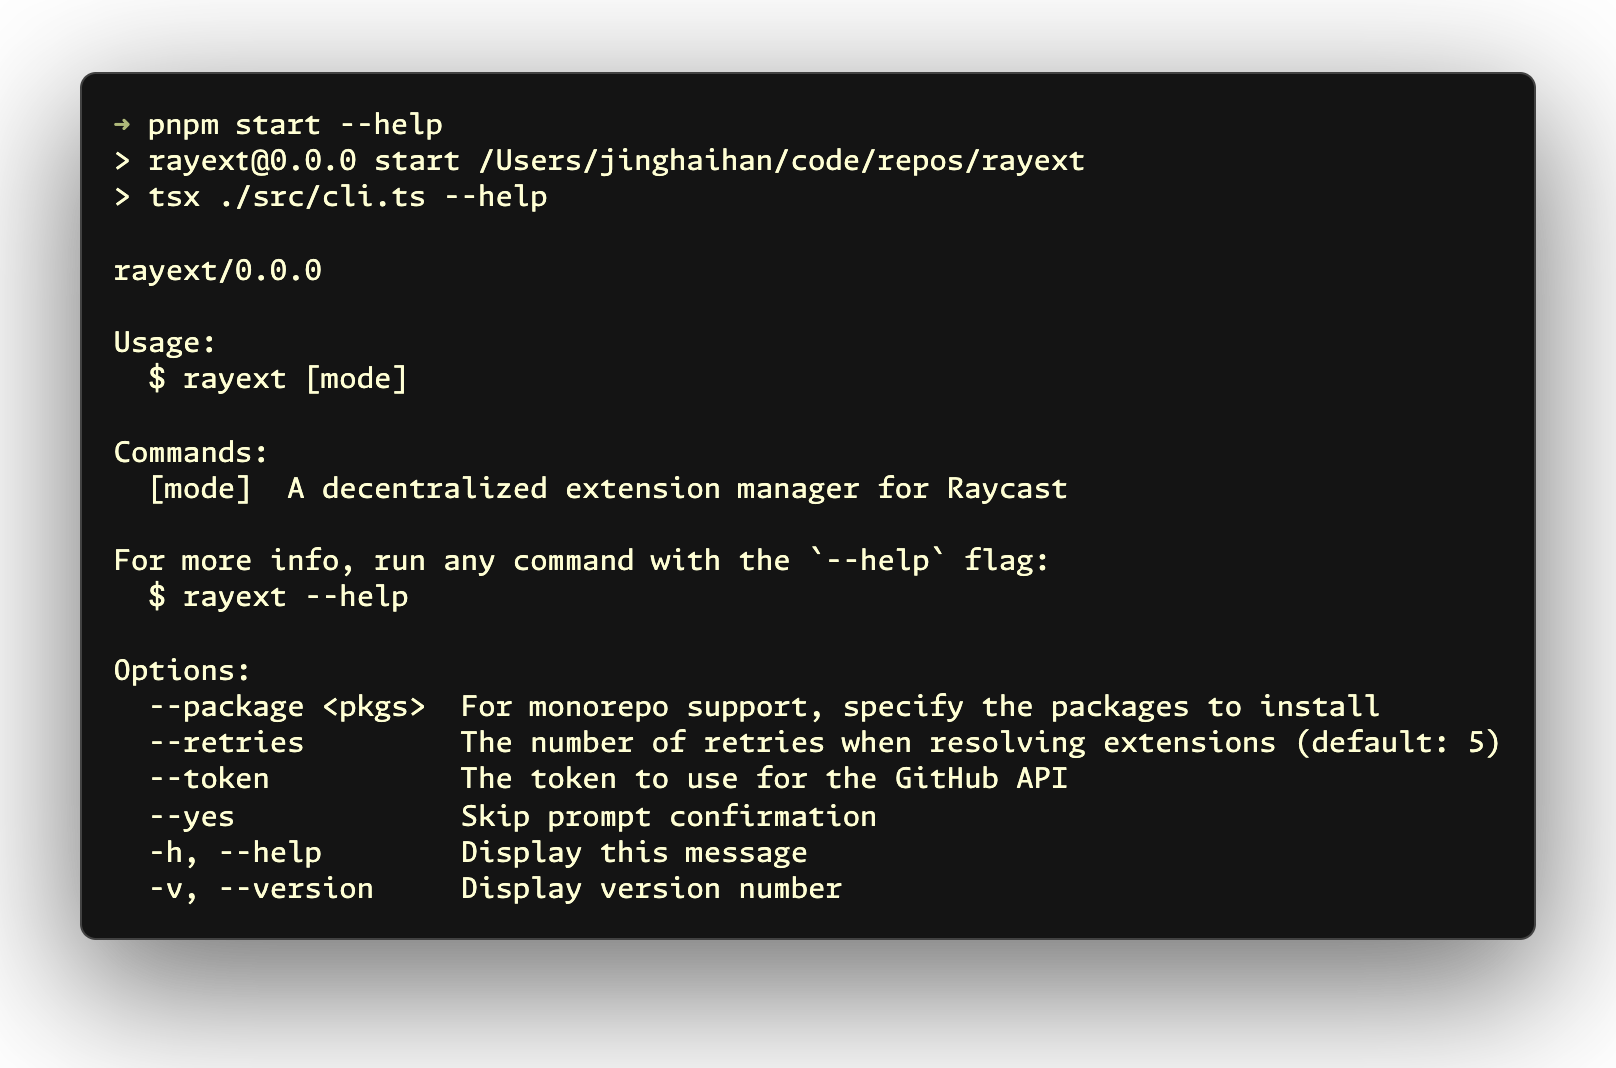 ➜ pnpm start --help
> rayext@0.0.0 start /Users/jinghaihan/code/repos/rayext
> tsx ./src/cli.ts --help
rayext/0.0.0
Usage:
$ rayext [mode]
Commands:
[mode]  A decentralized extension manager for Raycast
For more info, run any command with the `--help` flag:
$ rayext --help
Options:
--package <pkgs>  For monorepo support, specify the packages to install
--retries         The number of retries when resolving extensions (default: 5)
--token           The token to use for the GitHub API
--yes             Skip prompt confirmation
-h, --help        Display this message
-v, --version     Display version number